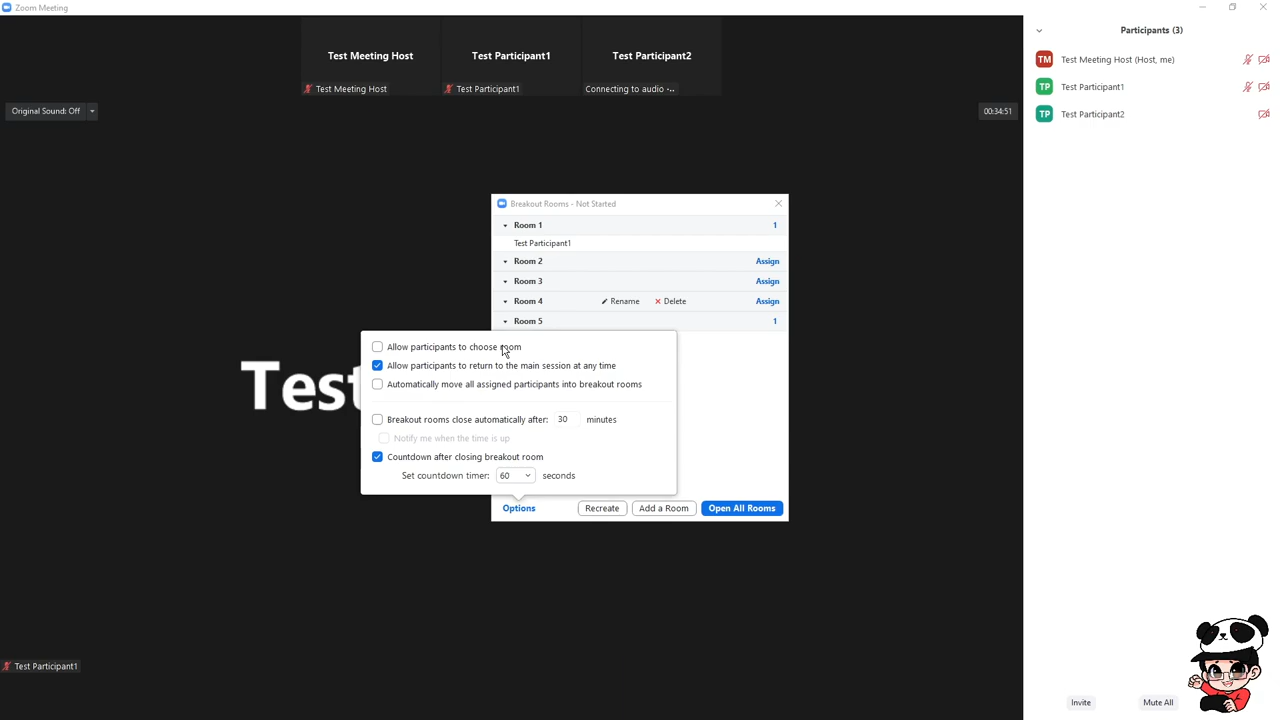 Zoom Meeting
Test Meeting Host
Test Participant1
Test Participant2
Test Meeting Host
Test Participant1
Connecting to audio ·..
Original Sound: Off
00:34:51
Participants (3)
TM Test Meeting Host (Host, me)
TP Test Participant1
TP Test Participant2
Test
Breakout Rooms - Not Started
Room 1 1
Test Participant1
Room 2 Assign
Room 3 Assign
Room 4 Rename Delete Assign
Room 5 1
Allow participants to choose room
Allow participants to return to the main session at any time
Automatically move all assigned participants into breakout rooms
Breakout rooms close automatically after: 30 minutes
Notify me when the time is up
Countdown after closing breakout room
Set countdown timer: 60 seconds
Options Recreate Add a Room Open All Rooms
Test Participant1
Invite Mute All